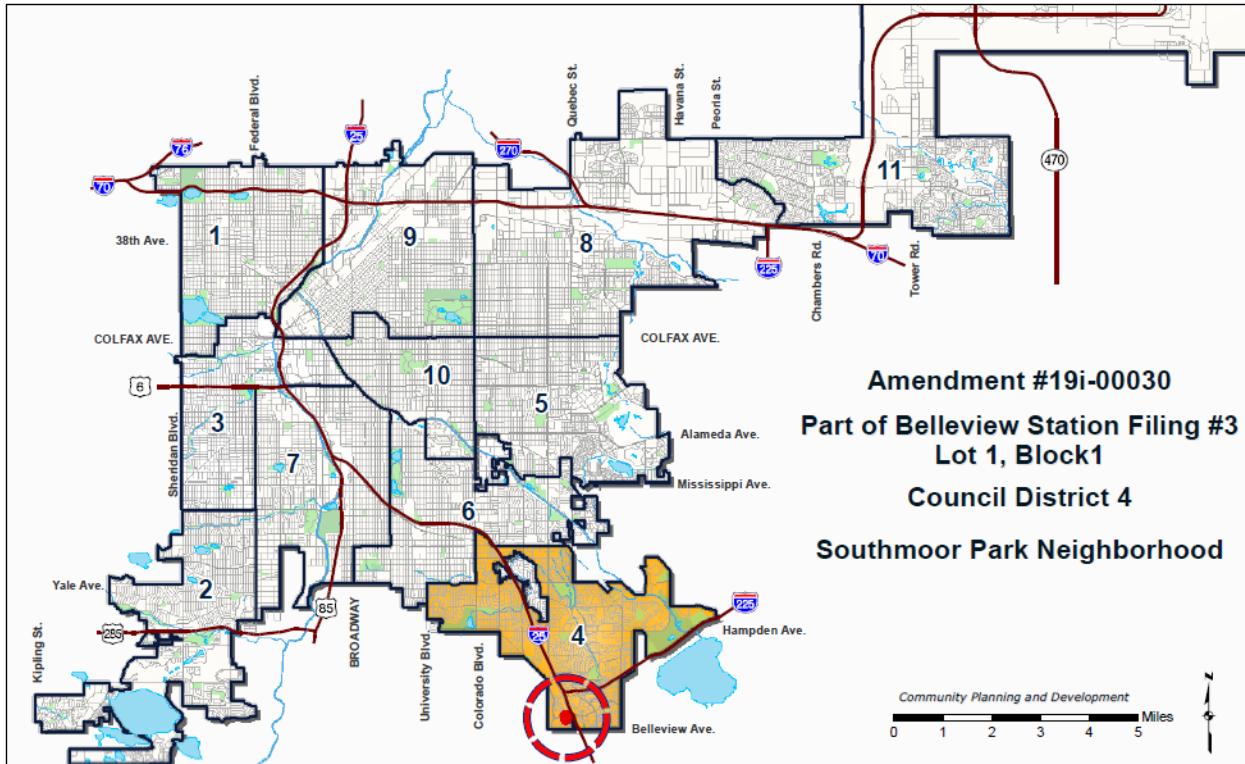 Federal Blvd.
Quebec St.
Havana St.
Peoria St.
76
25
270
70
470
11
38th Ave.
1
9
8
225
70
Chambers Rd.
Tower Rd.
COLFAX AVE.
COLFAX AVE.
6
10
5
3
Sheridan Blvd.
7
Alameda Ave.
Mississippi Ave.
6
Amendment #19i-00030
Part of Belleview Station Filing #3
Lot 1, Block1
Council District 4
Southmoor Park Neighborhood
Yale Ave.
2
85
285
BROADWAY
University Blvd.
Colorado Blvd.
25
4
225
Hampden Ave.
Kipling St.
Belleview Ave.
Community Planning and Development
Miles
0 1 2 3 4 5
z